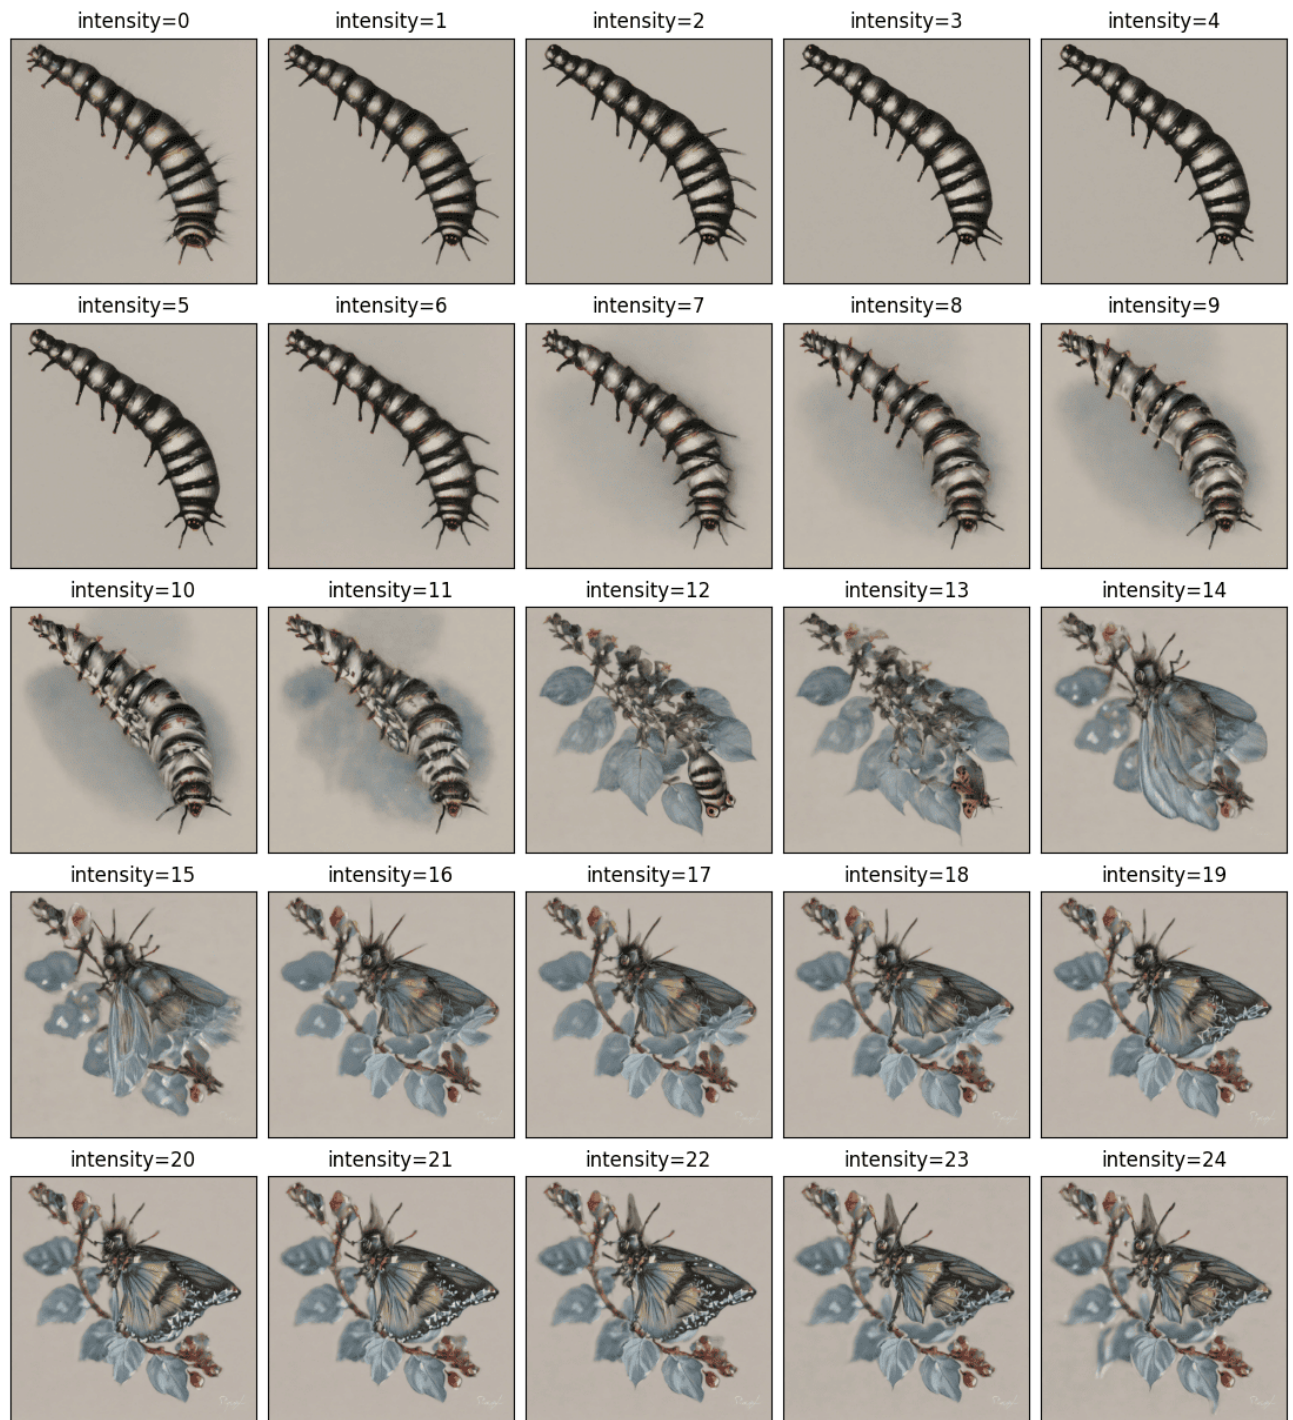 intensity=0 intensity=1 intensity=2 intensity=3 intensity=4
intensity=5 intensity=6 intensity=7 intensity=8 intensity=9
intensity=10 intensity=11 intensity=12 intensity=13 intensity=14
intensity=15 intensity=16 intensity=17 intensity=18 intensity=19
intensity=20 intensity=21 intensity=22 intensity=23 intensity=24